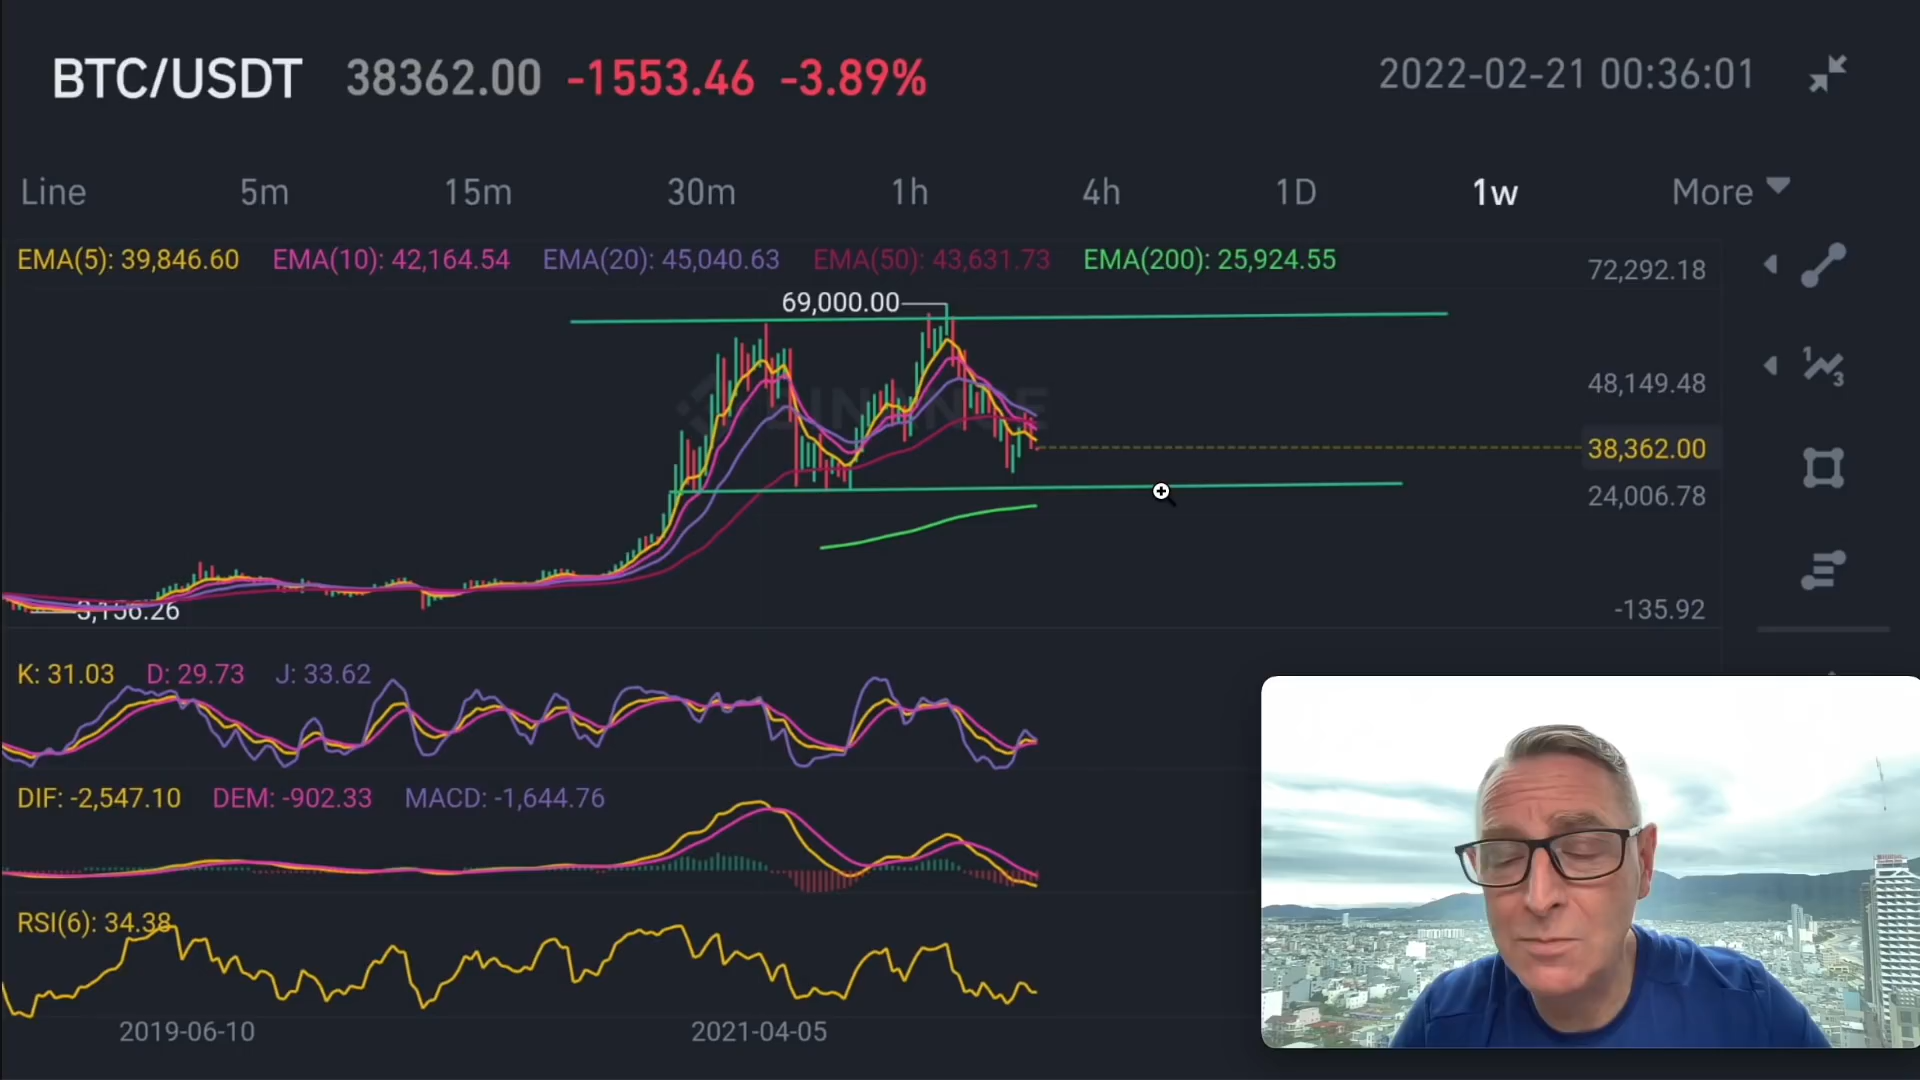 BTC/USDT 38362.00 -1553.46 -3.89% 2022-02-21 00:36:01
Line 5m 15m 30m 1h 4h 1D 1w More
EMA(5): 39,846.60 EMA(10): 42,164.54 EMA(20): 45,040.63 EMA(50): 43,631.73 EMA(200): 25,924.55
72,292.18
69,000.00
48,149.48
BINANCE
38,362.00
24,006.78
3,156.26
-135.92
K: 31.03 D: 29.73 J: 33.62
DIF: -2,547.10 DEM: -902.33 MACD: -1,644.76
RSI(6): 34.38
2019-06-10 2021-04-05